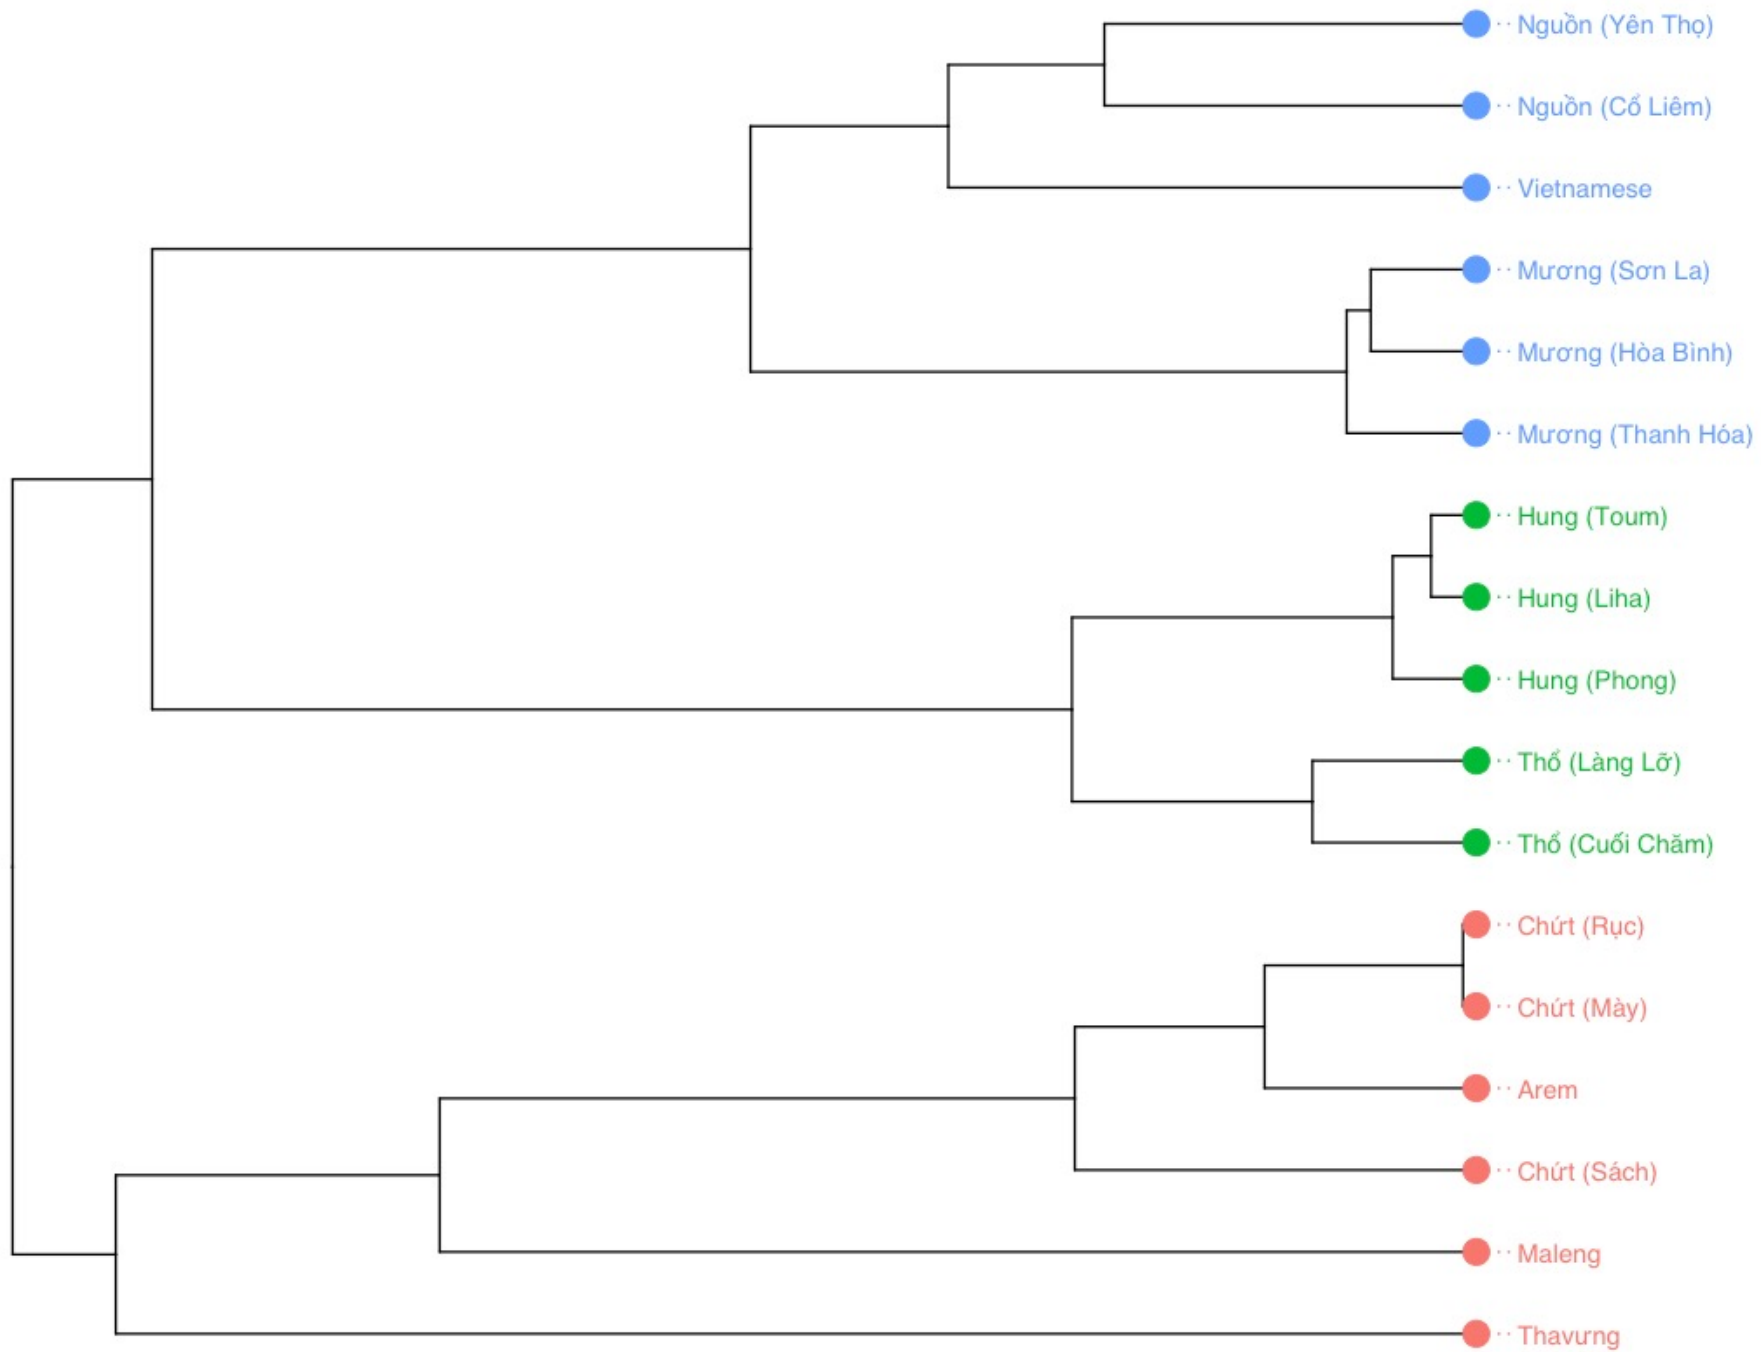 Nguồn (Yên Thọ)
Nguồn (Cổ Liêm)
Vietnamese
Mương (Sơn La)
Mương (Hòa Bình)
Mương (Thanh Hóa)
Hung (Toum)
Hung (Liha)
Hung (Phong)
Thổ (Làng Lỡ)
Thổ (Cuối Chăm)
Chứt (Rục)
Chứt (Mày)
Arem
Chứt (Sách)
Maleng
Thavưng